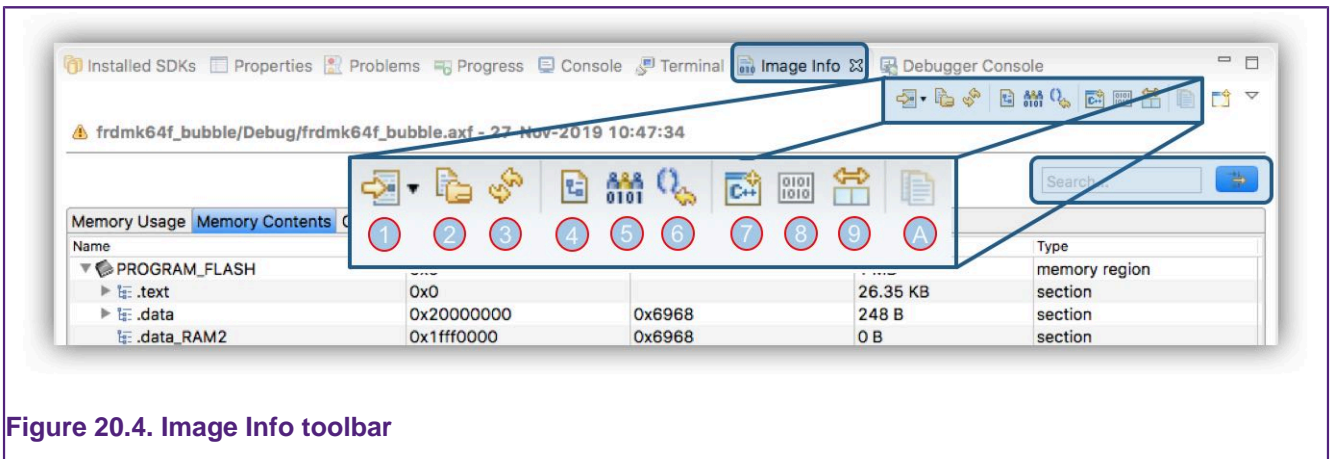 Installed SDKs Properties Problems Progress Console Terminal Image Info Debugger Console
frdmk64f_bubble/Debug/frdmk64f_bubble.axf - 27-Nov-2019 10:47:34
Search...
1 2 3 4 5 6 7 8 9 A
Memory Usage Memory Contents
Name Type
PROGRAM_FLASH memory region
.text 0x0 26.35 KB section
.data 0x20000000 0x6968 248 B section
.data_RAM2 0x1fff0000 0x6968 0 B section
Figure 20.4. Image Info toolbar